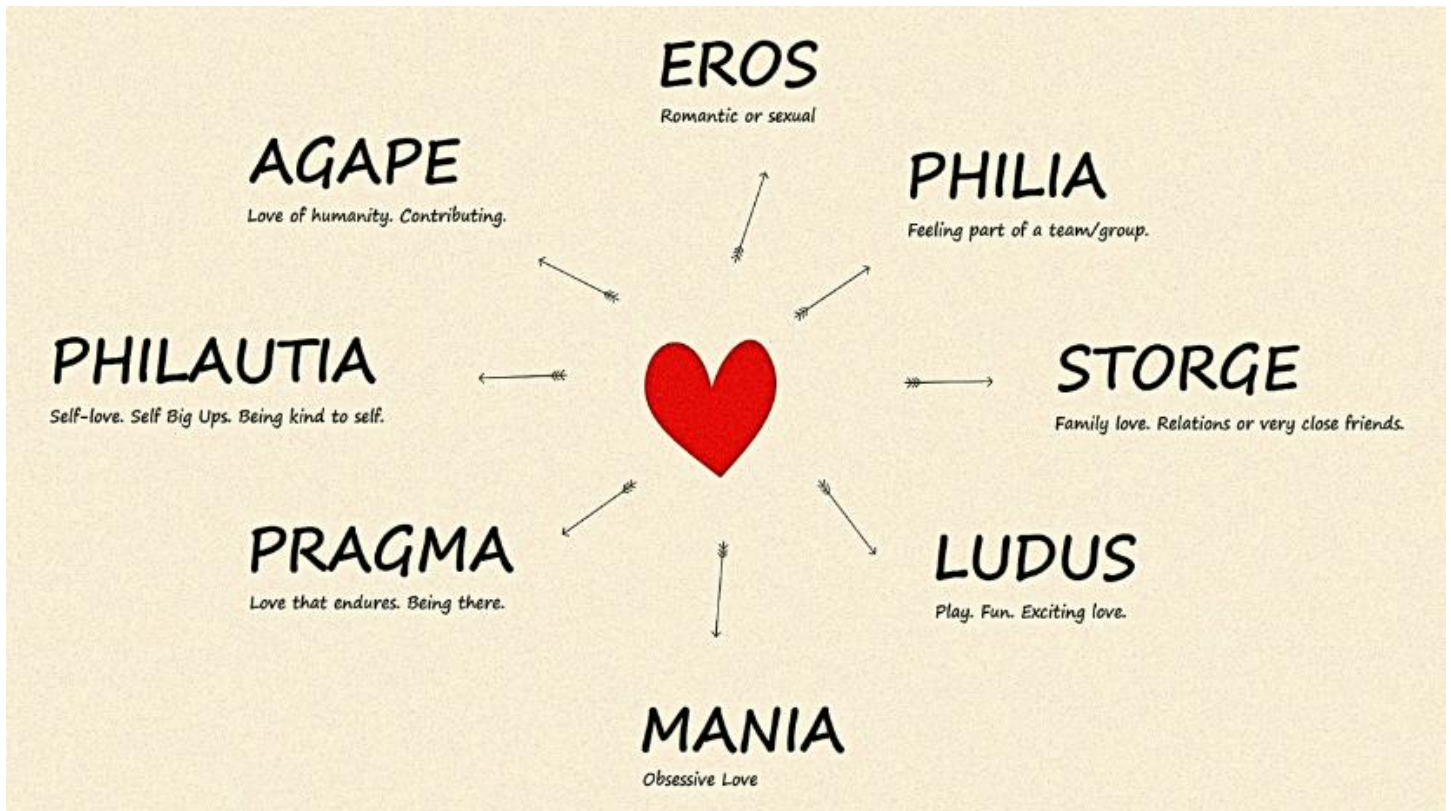 EROS
Romantic or sexual
AGAPE
Love of humanity. Contributing.
PHILIA
Feeling part of a team/group.
PHILAUTIA
Self-love. Self Big Ups. Being kind to self.
STORGE
Family love. Relations or very close friends.
PRAGMA
Love that endures. Being there.
LUDUS
Play. Fun. Exciting love.
MANIA
Obsessive Love